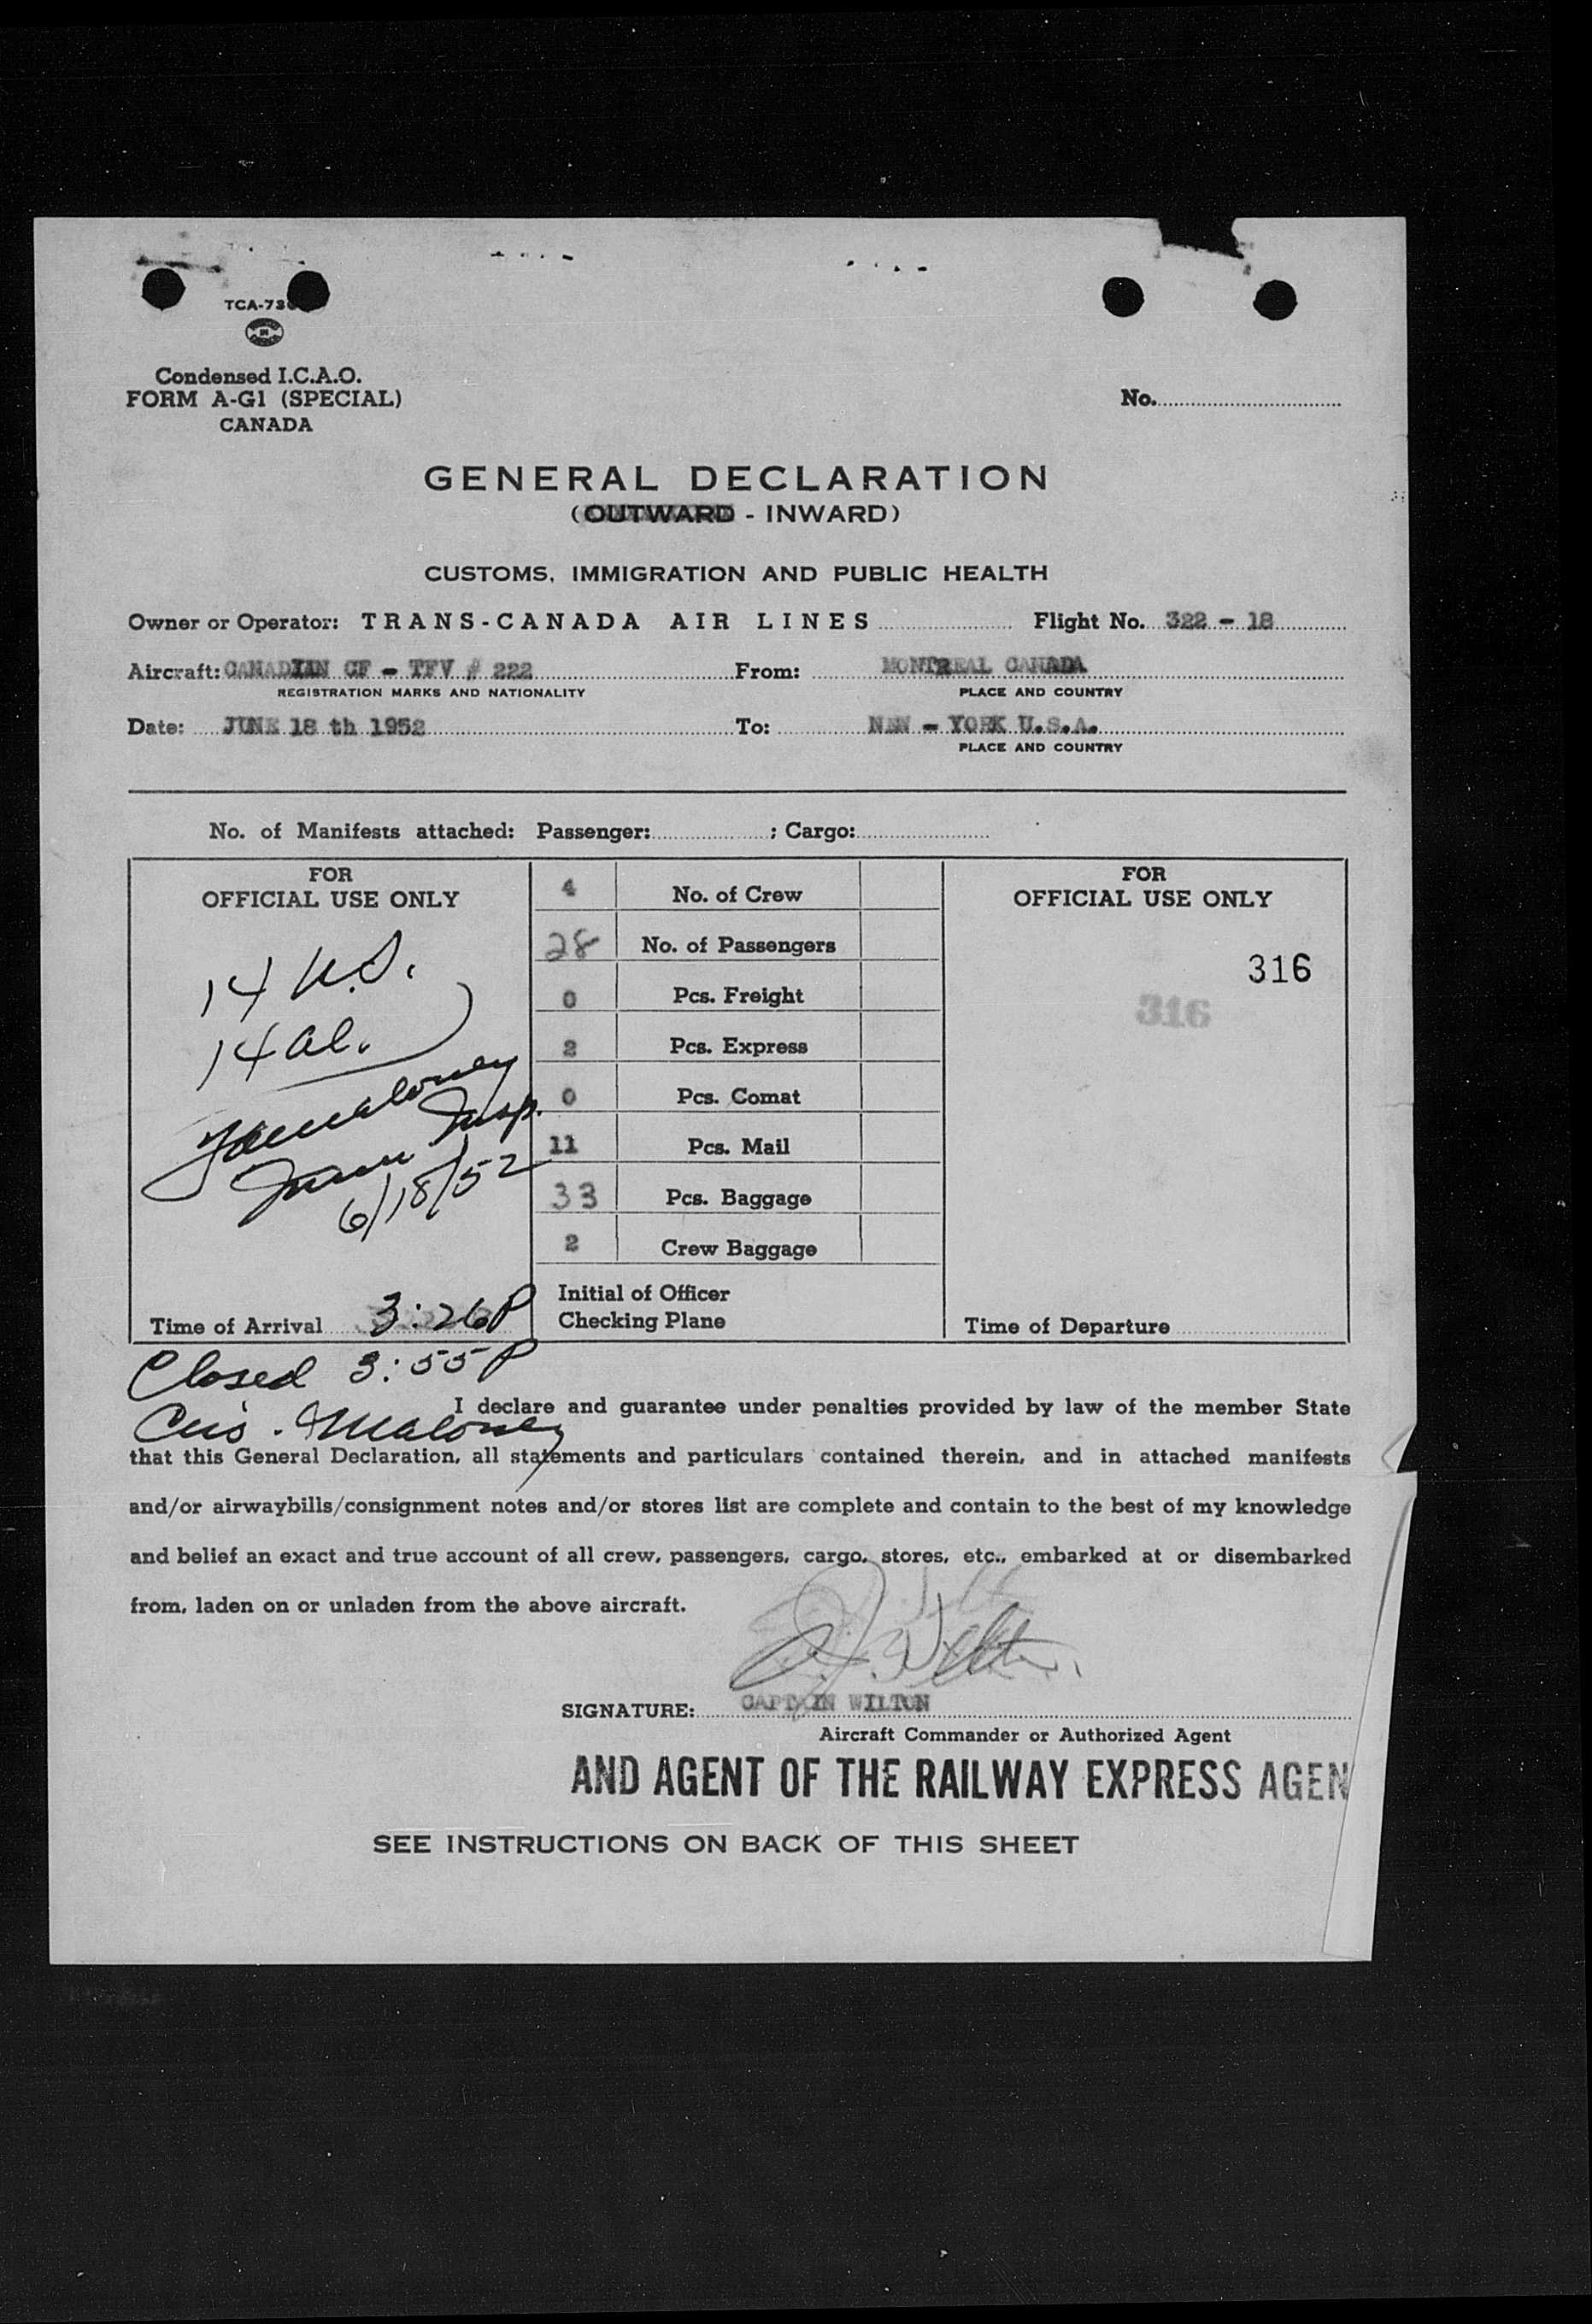 TCA-73
Condensed I.C.A.O.
FORM A-G1 (SPECIAL)
CANADA
No.
GENERAL DECLARATION
(OUTWARD - INWARD)
CUSTOMS, IMMIGRATION AND PUBLIC HEALTH
Owner or Operator: TRANS-CANADA AIR LINES Flight No. 322 - 18
Aircraft: CANADIAN CF - TFV # 222 From: MONTREAL CANADA
REGISTRATION MARKS AND NATIONALITY PLACE AND COUNTRY
Date: JUNE 18 th 1952 To: NEW - YORK U.S.A.
PLACE AND COUNTRY
No. of Manifests attached: Passenger: ; Cargo:
FOR
OFFICIAL USE ONLY
14 U.S.
14 al.
Maloney
Imm Insp.
6/18/52
Time of Arrival 3:26P
4 No. of Crew
28 No. of Passengers
0 Pcs. Freight
2 Pcs. Express
0 Pcs. Comat
11 Pcs. Mail
33 Pcs. Baggage
2 Crew Baggage
Initial of Officer
Checking Plane
FOR
OFFICIAL USE ONLY
316
316
Time of Departure
Closed 3:55P
Cus. Maloney
I declare and guarantee under penalties provided by law of the member State
that this General Declaration, all statements and particulars contained therein, and in attached manifests
and/or airwaybills/consignment notes and/or stores list are complete and contain to the best of my knowledge
and belief an exact and true account of all crew, passengers, cargo, stores, etc., embarked at or disembarked
from, laden on or unladen from the above aircraft.
SIGNATURE: CAPTAIN WILTON
Aircraft Commander or Authorized Agent
AND AGENT OF THE RAILWAY EXPRESS AGEN
SEE INSTRUCTIONS ON BACK OF THIS SHEET